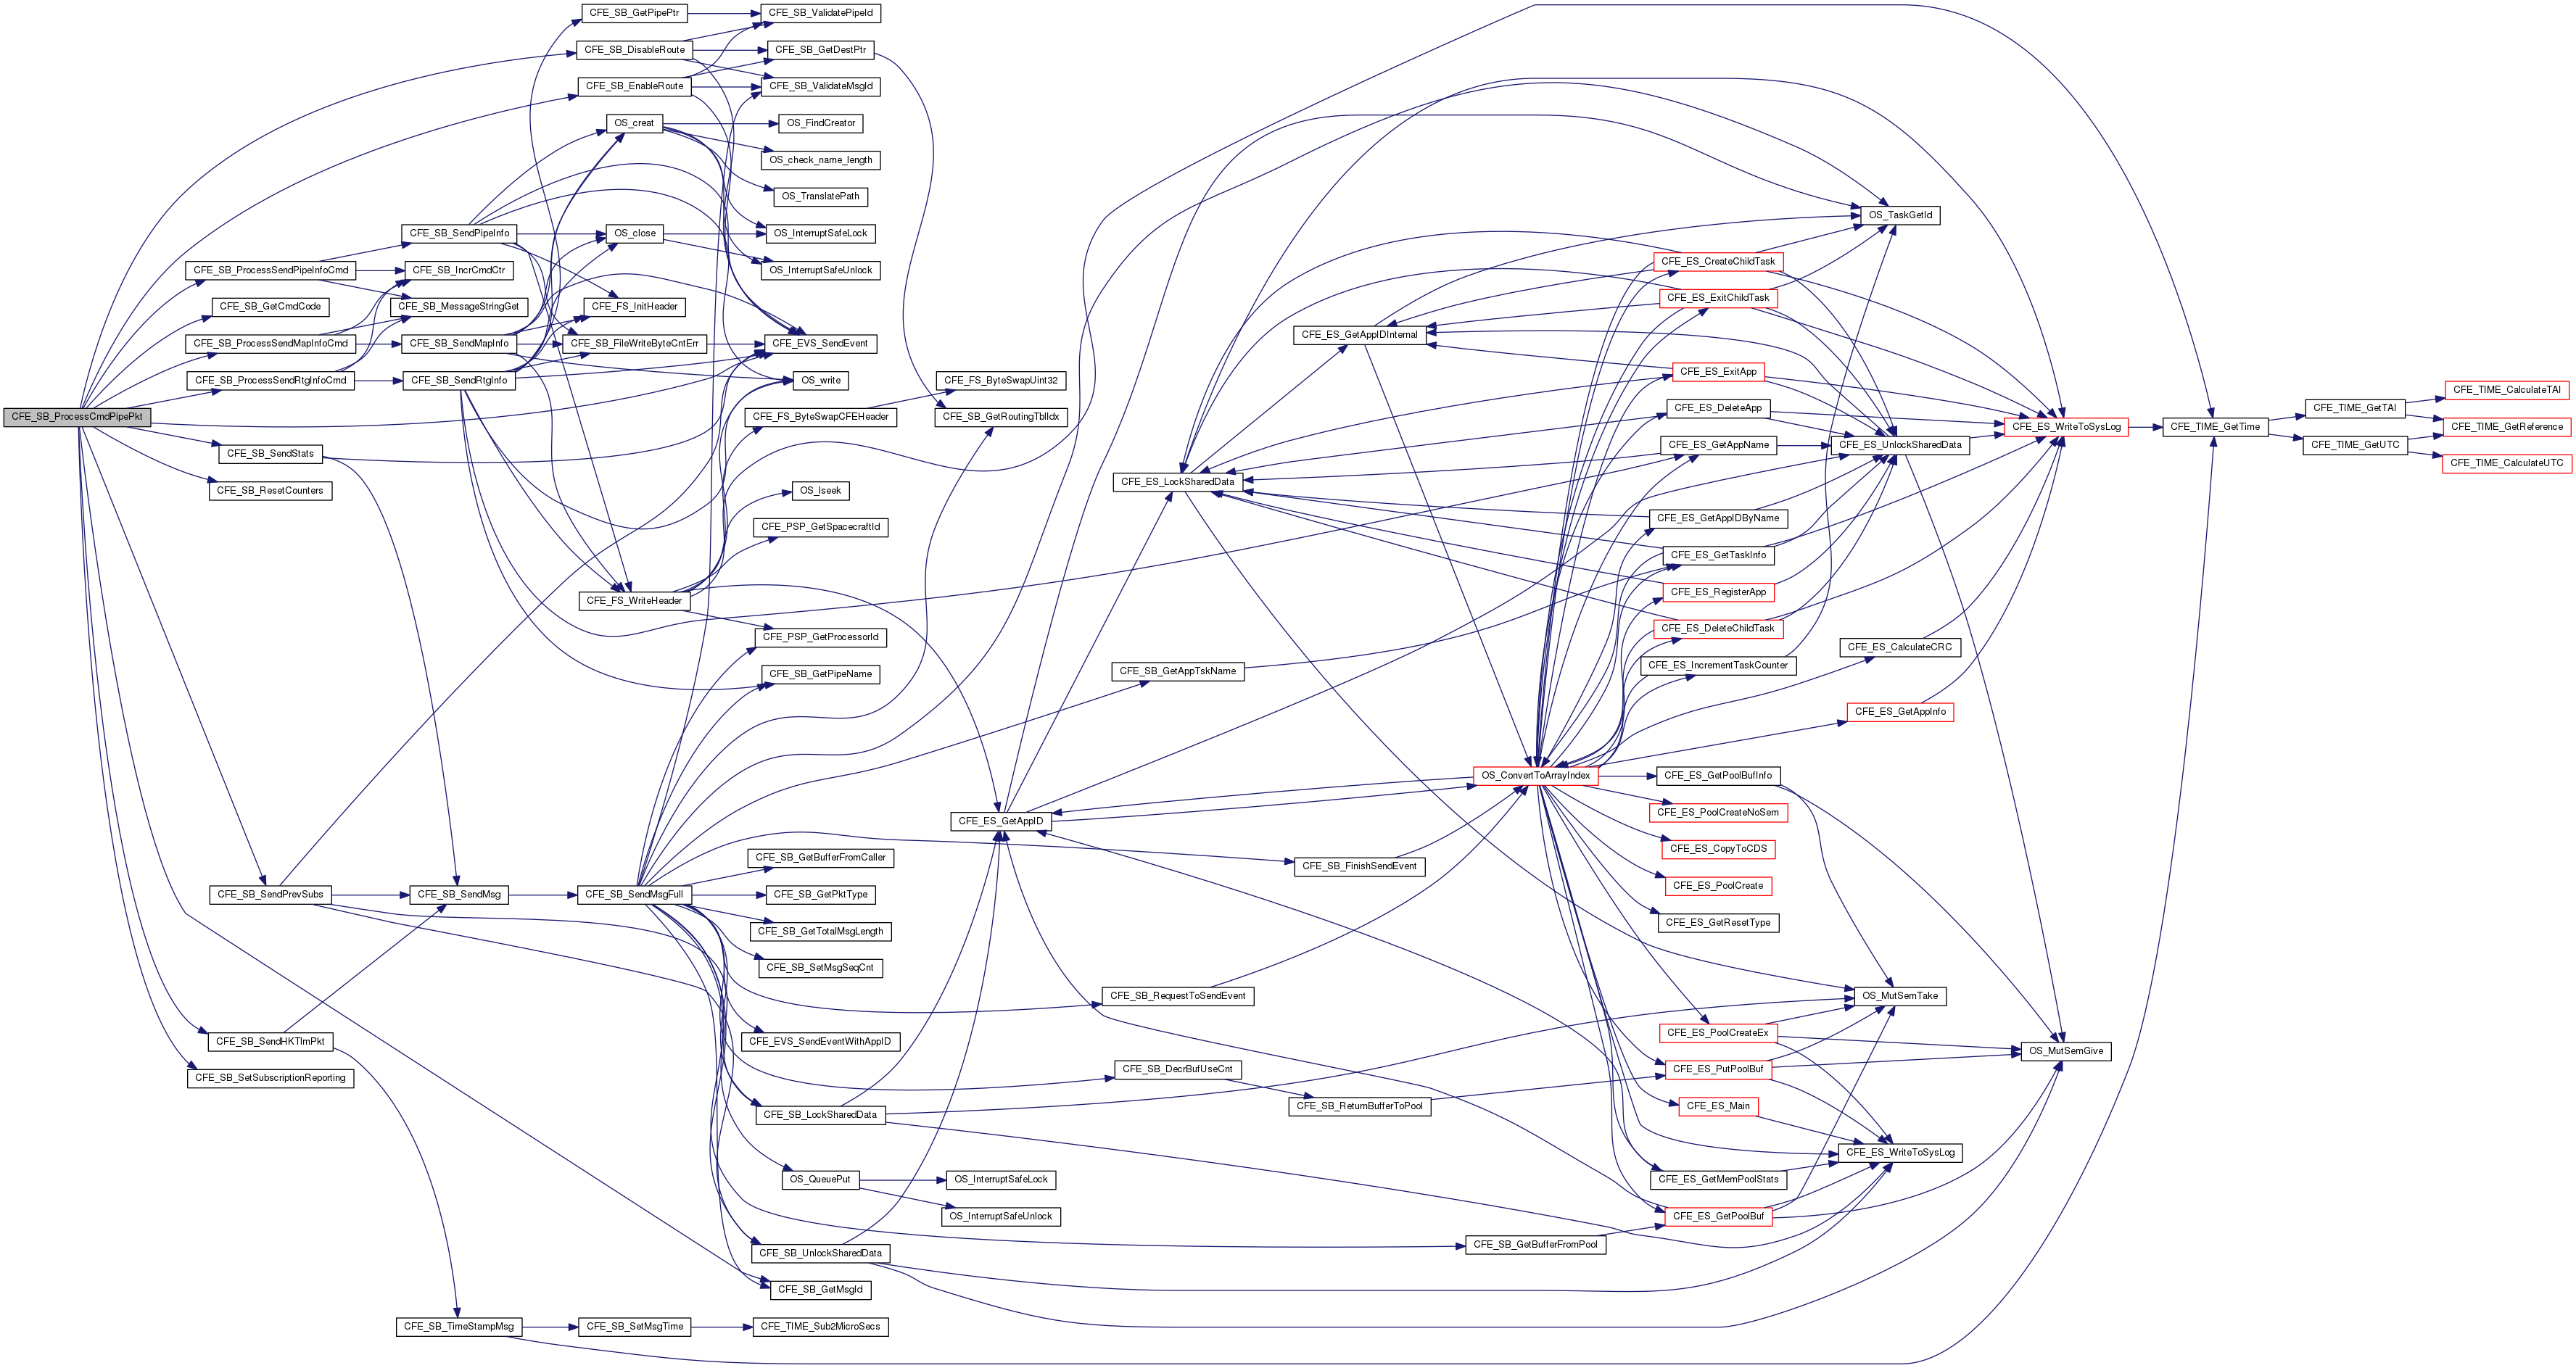 CFE_SB_ProcessCmdPipePkt
CFE_SB_ProcessSendPipeInfoCmd
CFE_SB_GetCmdCode
CFE_SB_ProcessSendMapInfoCmd
CFE_SB_ProcessSendRtgInfoCmd
CFE_SB_SendStats
CFE_SB_ResetCounters
CFE_SB_SendPrevSubs
CFE_SB_SendHKTlmPkt
CFE_SB_SetSubscriptionReporting
CFE_SB_SendPipeInfo
CFE_SB_IncrCmdCtr
CFE_SB_MessageStringGet
CFE_SB_SendMapInfo
CFE_SB_SendRtgInfo
CFE_SB_SendMsg
CFE_SB_TimeStampMsg
CFE_SB_GetPipePtr
CFE_SB_DisableRoute
CFE_SB_EnableRoute
OS_creat
OS_close
CFE_FS_InitHeader
CFE_SB_FileWriteByteCntErr
CFE_FS_WriteHeader
CFE_SB_SendMsgFull
CFE_SB_SetMsgTime
CFE_SB_ValidatePipeId
CFE_SB_GetDestPtr
CFE_SB_ValidateMsgId
OS_FindCreator
OS_check_name_length
OS_TranslatePath
OS_InterruptSafeLock
OS_InterruptSafeUnlock
CFE_EVS_SendEvent
OS_write
CFE_FS_ByteSwapCFEHeader
OS_lseek
CFE_PSP_GetSpacecraftId
CFE_PSP_GetProcessorId
CFE_SB_GetPipeName
CFE_SB_GetBufferFromCaller
CFE_SB_GetPktType
CFE_SB_GetTotalMsgLength
CFE_SB_SetMsgSeqCnt
CFE_EVS_SendEventWithAppID
CFE_SB_LockSharedData
OS_QueuePut
CFE_SB_UnlockSharedData
CFE_SB_GetMsgId
CFE_TIME_Sub2MicroSecs
CFE_FS_ByteSwapUint32
CFE_SB_GetRoutingTblIdx
CFE_ES_GetAppID
OS_InterruptSafeLock
OS_InterruptSafeUnlock
CFE_ES_LockSharedData
CFE_SB_GetAppTskName
CFE_SB_RequestToSendEvent
CFE_SB_DecrBufUseCnt
CFE_ES_GetAppIDInternal
CFE_SB_FinishSendEvent
CFE_SB_ReturnBufferToPool
OS_ConvertToArrayIndex
CFE_SB_GetBufferFromPool
CFE_ES_CreateChildTask
CFE_ES_ExitChildTask
CFE_ES_ExitApp
CFE_ES_DeleteApp
CFE_ES_GetAppName
CFE_ES_GetAppIDByName
CFE_ES_GetTaskInfo
CFE_ES_RegisterApp
CFE_ES_DeleteChildTask
CFE_ES_IncrementTaskCounter
CFE_ES_GetPoolBufInfo
CFE_ES_PoolCreateNoSem
CFE_ES_CopyToCDS
CFE_ES_PoolCreate
CFE_ES_GetResetType
CFE_ES_PoolCreateEx
CFE_ES_PutPoolBuf
CFE_ES_Main
CFE_ES_GetMemPoolStats
CFE_ES_GetPoolBuf
OS_TaskGetId
CFE_ES_UnlockSharedData
CFE_ES_CalculateCRC
CFE_ES_GetAppInfo
OS_MutSemTake
CFE_ES_WriteToSysLog
CFE_ES_WriteToSysLog
OS_MutSemGive
CFE_TIME_GetTime
CFE_TIME_GetTAI
CFE_TIME_GetUTC
CFE_TIME_CalculateTAI
CFE_TIME_GetReference
CFE_TIME_CalculateUTC